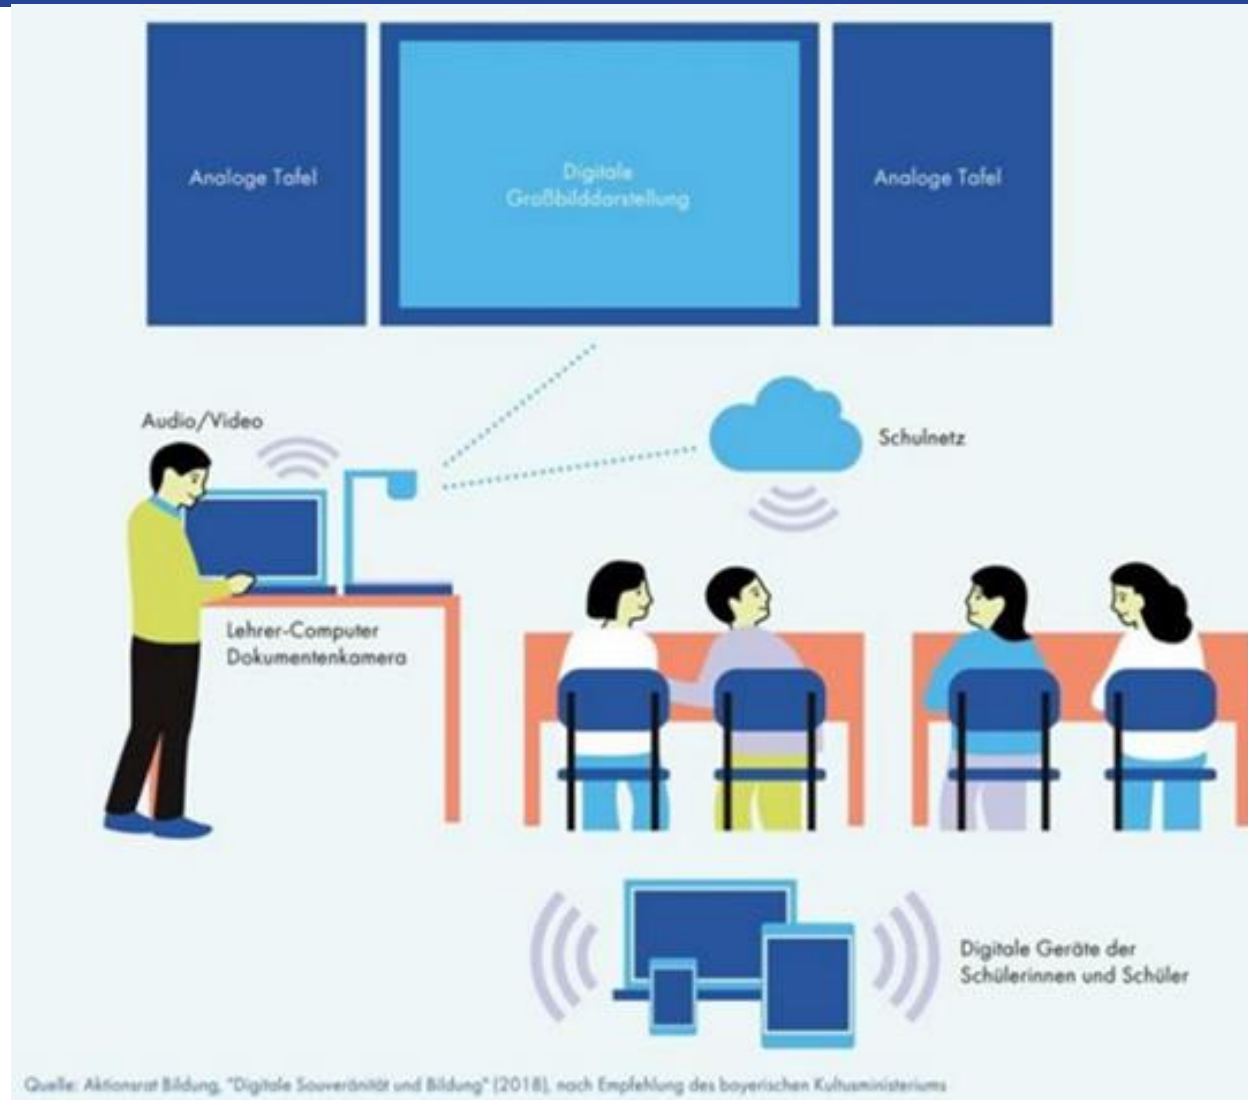 Analoge Tafel
Digitale
Großbilddarstellung
Analoge Tafel
Audio/Video
Schulnetz
Lehrer-Computer
Dokumentenkamera
Digitale Geräte der
Schülerinnen und Schüler
Quelle: Aktionsrat Bildung, "Digitale Souveränität und Bildung" (2018), nach Empfehlung des bayerischen Kultusministeriums